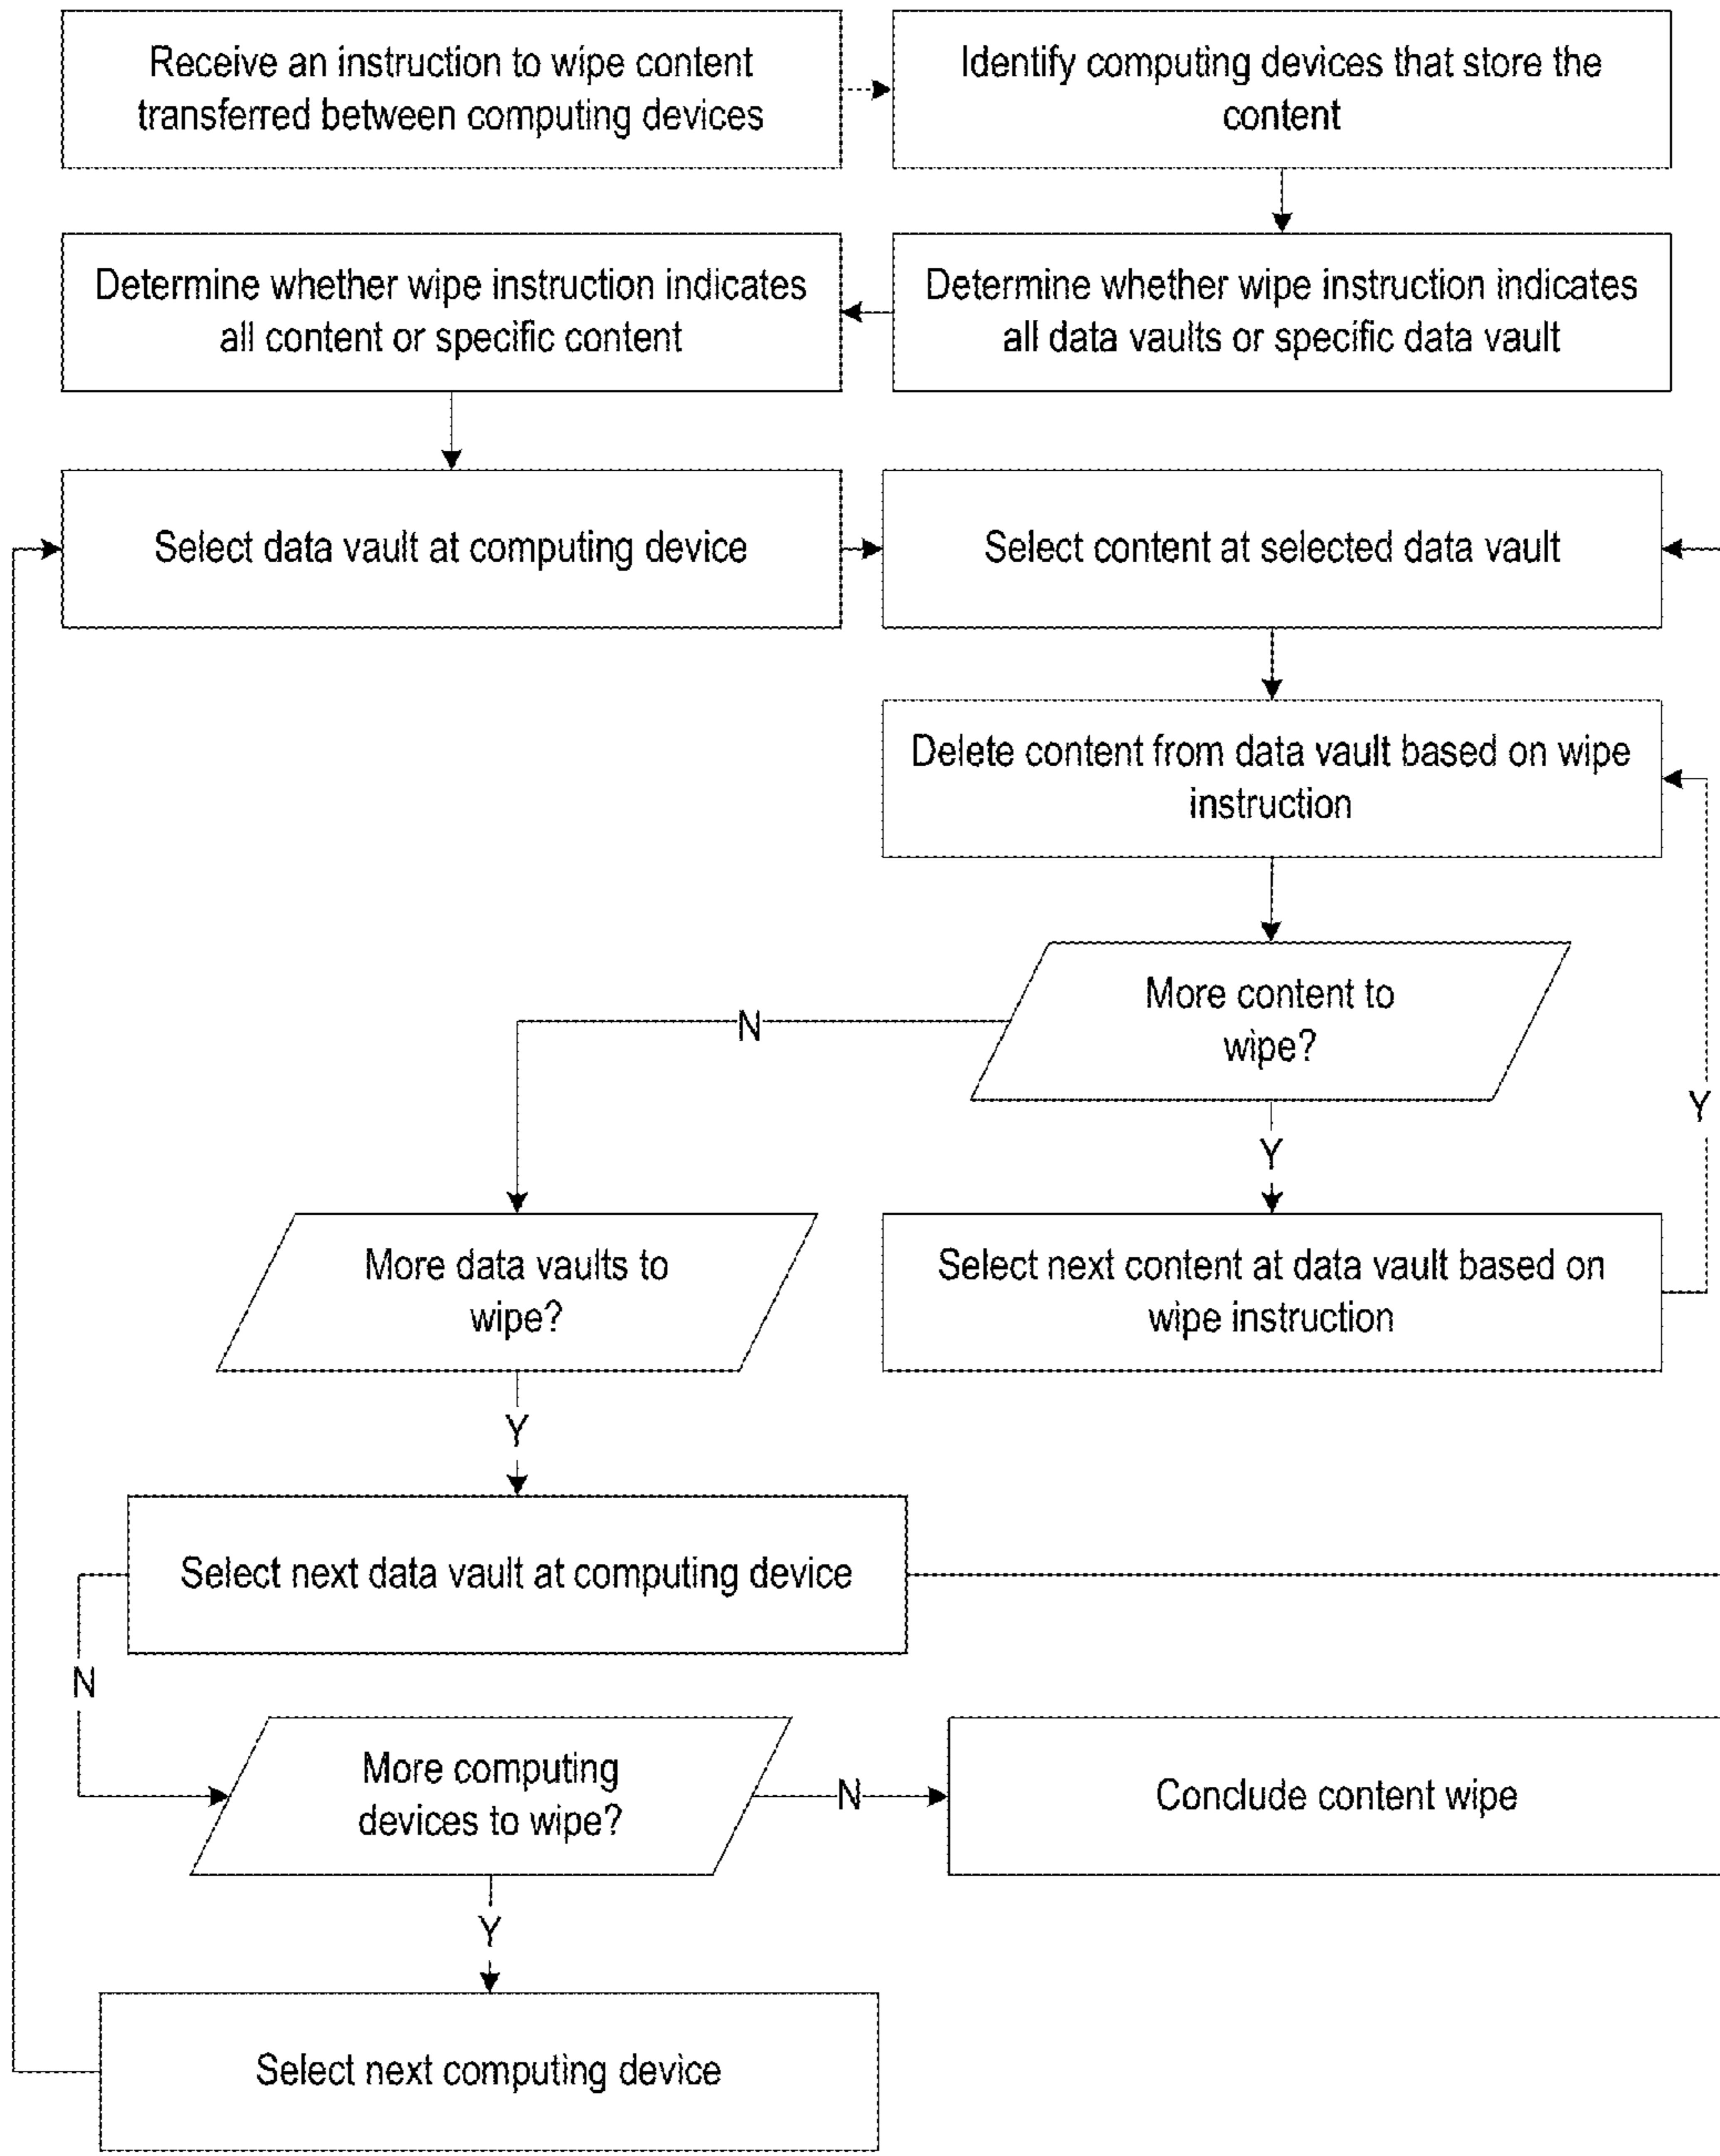 Receive an instruction to wipe content
transferred between computing devices
Identify computing devices that store the
content
Determine whether wipe instruction indicates
all content or specific content
Determine whether wipe instruction indicates
all data vaults or specific data vault
Select data vault at computing device
Select content at selected data vault
Delete content from data vault based on wipe
instruction
More content to
wipe?
N
Y
Y
More data vaults to
wipe?
Select next content at data vault based on
wipe instruction
Y
Select next data vault at computing device
N
More computing
devices to wipe?
N
Conclude content wipe
Y
Select next computing device